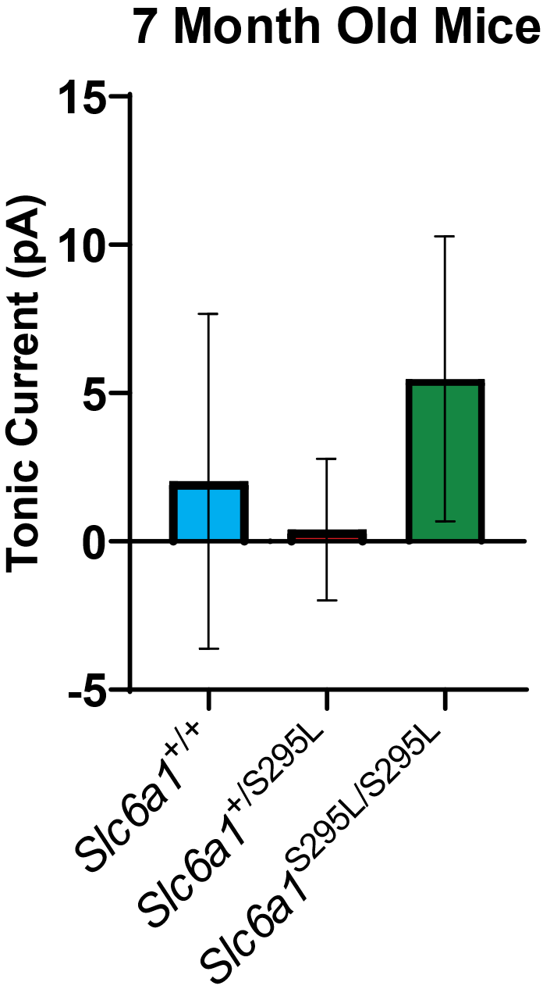 7 Month Old Mice
Tonic Current (pA)
15
10
5
0
-5
Slc6a1+/+
Slc6a1+/S295L
Slc6a1S295L/S295L